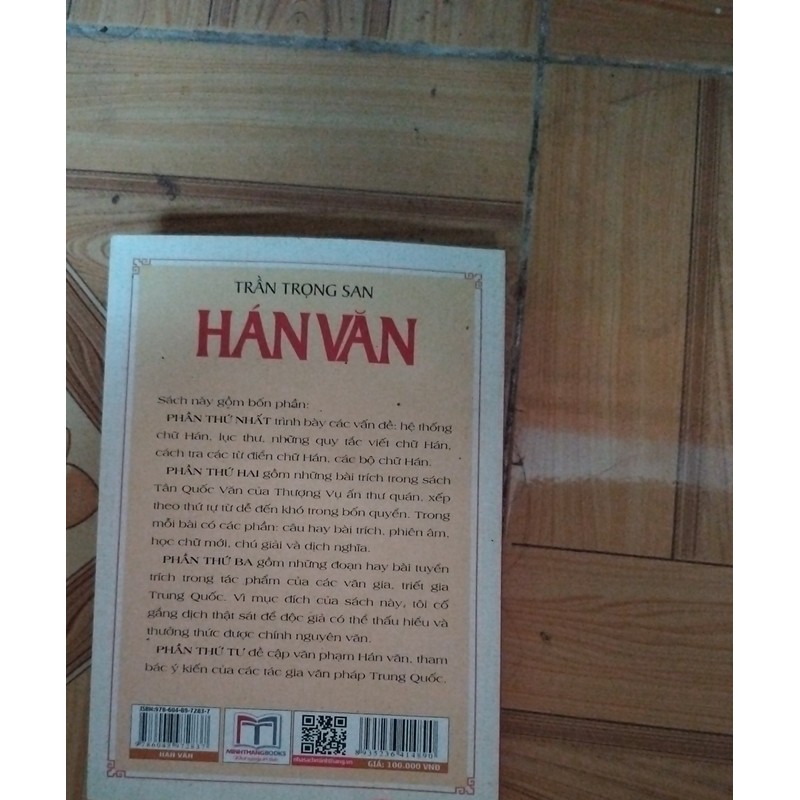 TRẦN TRỌNG SAN
HÁN VĂN
Sách này gồm bốn phần:
PHẦN THỨ NHẤT trình bày các vấn đề: hệ thống
chữ Hán, lục thư, những quy tắc viết chữ Hán,
cách tra các từ điển chữ Hán, các bộ chữ Hán.
PHẦN THỨ HAI gồm những bài trích trong sách
Tân Quốc Văn của Thượng Vụ ấn thư quán, xếp
theo thứ tự từ dễ đến khó trong bốn quyển. Trong
mỗi bài có các phần: câu hay bài trích, phiên âm,
học chữ mới, chú giải và dịch nghĩa.
PHẦN THỨ BA gồm những đoạn hay bài tuyển
trích trong tác phẩm của các văn gia, triết gia
Trung Quốc. Vì mục đích của sách này, tôi cố
gắng dịch thật sát để độc giả có thể thấu hiểu và
thưởng thức được chính nguyên văn.
PHẦN THỨ TƯ đề cập văn phạm Hán văn, tham
bác ý kiến của các tác gia văn pháp Trung Quốc.
ISBN: 978-604-69-7283-7
HÁN VĂN
MINHTHANGBOOKS
nhasachminhthang.vn
GIÁ: 100.000 VNĐ